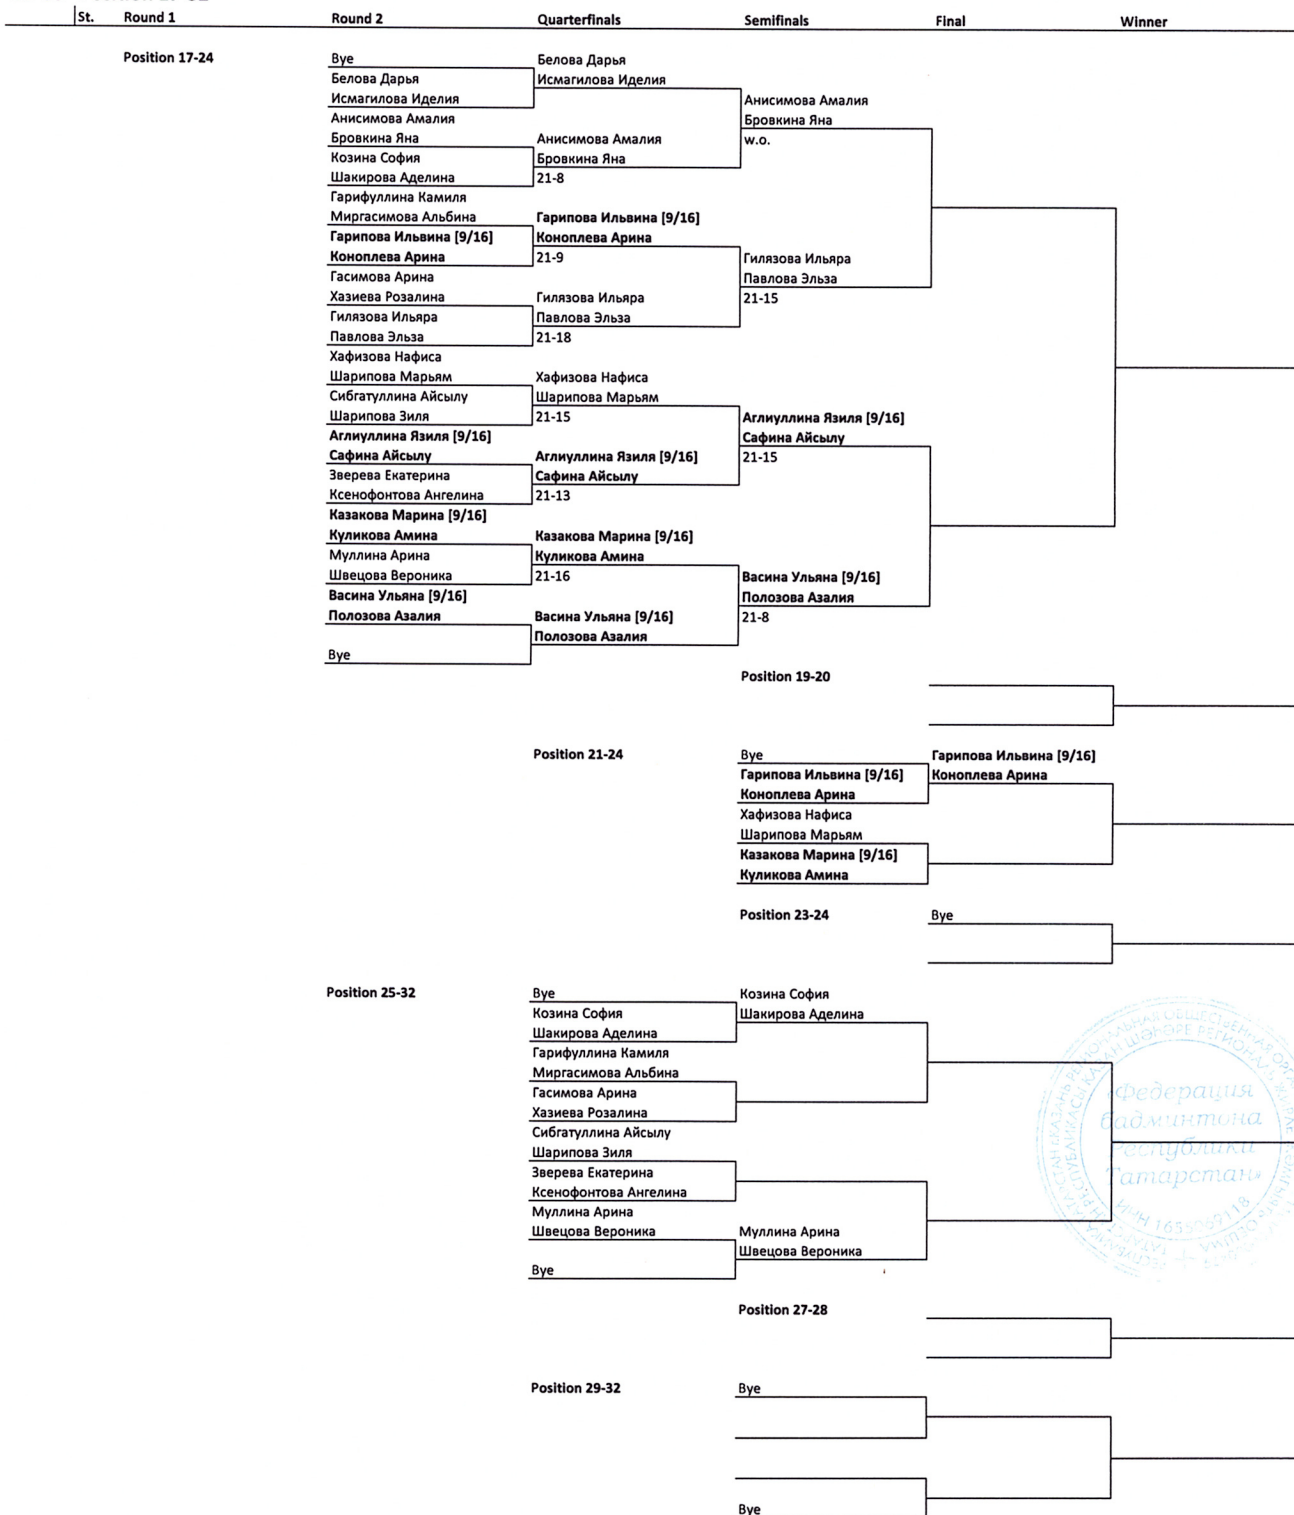 St. Round 1 Round 2 Quarterfinals Semifinals Final Winner
Position 17-24 Bye Белова Дарья
Белова Дарья Исмагилова Иделия
Исмагилова Иделия Анисимова Амалия
Анисимова Амалия Бровкина Яна
Бровкина Яна Анисимова Амалия w.o.
Козина София Бровкина Яна
Шакирова Аделина 21-8
Гарифуллина Камиля
Миргасимова Альбина Гарипова Ильвина [9/16]
Гарипова Ильвина [9/16] Коноплева Арина
Коноплева Арина 21-9 Гилязова Ильяра
Гасимова Арина Павлова Эльза
Хазиева Розалина Гилязова Ильяра 21-15
Гилязова Ильяра Павлова Эльза
Павлова Эльза 21-18
Хафизова Нафиса
Шарипова Марьям Хафизова Нафиса
Сибгатуллина Айсылу Шарипова Марьям
Шарипова Зиля 21-15 Аглиуллина Язиля [9/16]
Аглиуллина Язиля [9/16] Сафина Айсылу
Сафина Айсылу Аглиуллина Язиля [9/16] 21-15
Зверева Екатерина Сафина Айсылу
Ксенофонтова Ангелина 21-13
Казакова Марина [9/16]
Куликова Амина Казакова Марина [9/16]
Муллина Арина Куликова Амина
Швецова Вероника 21-16 Васина Ульяна [9/16]
Васина Ульяна [9/16] Полозова Азалия
Полозова Азалия Васина Ульяна [9/16] 21-8
Полозова Азалия
Bye
Position 19-20
Position 21-24 Bye Гарипова Ильвина [9/16]
Гарипова Ильвина [9/16] Коноплева Арина
Коноплева Арина
Хафизова Нафиса
Шарипова Марьям
Казакова Марина [9/16]
Куликова Амина
Position 23-24 Bye
Position 25-32 Bye Козина София
Козина София Шакирова Аделина
Шакирова Аделина
Гарифуллина Камиля
Миргасимова Альбина
Гасимова Арина
Хазиева Розалина
Сибгатуллина Айсылу
Шарипова Зиля
Зверева Екатерина
Ксенофонтова Ангелина
Муллина Арина
Швецова Вероника Муллина Арина
Швецова Вероника
Bye
«Федерация
бадминтона
Республики
Татарстан»
Position 27-28
Position 29-32 Bye
Bye